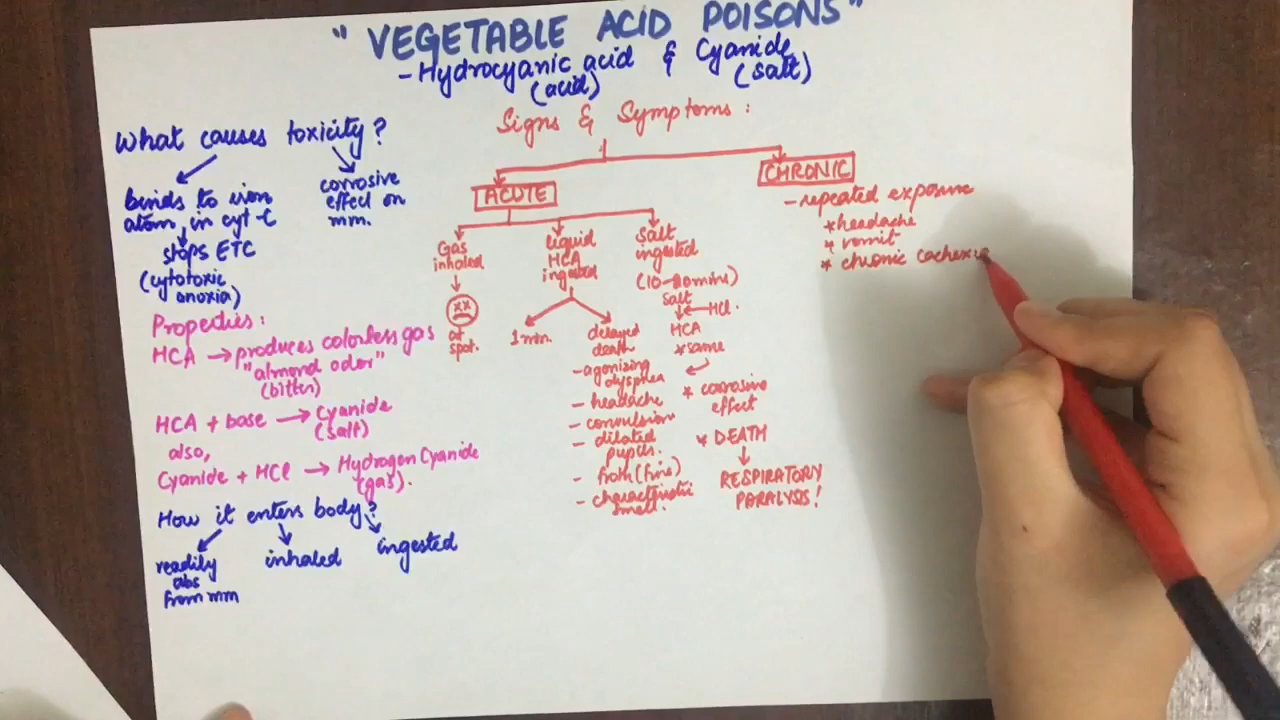 "VEGETABLE ACID POISONS"
- Hydrocyanic acid & Cyanide
(acid) (salt)
What causes toxicity?
binds to iron
atom in cyt-c
stops ETC
(cytotoxic
anoxia)
corrosive
effect on
mm.
Properties:
HCA → produces colorless gas
"almond odor"
(bitter)
HCA + base → Cyanide
(salt)
also,
Cyanide + HCl → Hydrogen Cyanide
(gas).
How it enters body?
readily
abs
from mm
inhaled
ingested
Signs & Symptoms:
ACUTE
Gas
inhaled
at
spot.
liquid
HCA
ingested
1 min.
delayed
death
- agonizing
dyspnea
- headache
- convulsion
- dilated
pupils.
- froth (fine)
- characteristic
smell.
salt
ingested
(10-20mins)
salt
← HCl.
HCA
* same
* corrosive
effect
* DEATH
RESPIRATORY
PARALYSIS!
CHRONIC
- repeated exposure
* headache
* vomit
* chronic